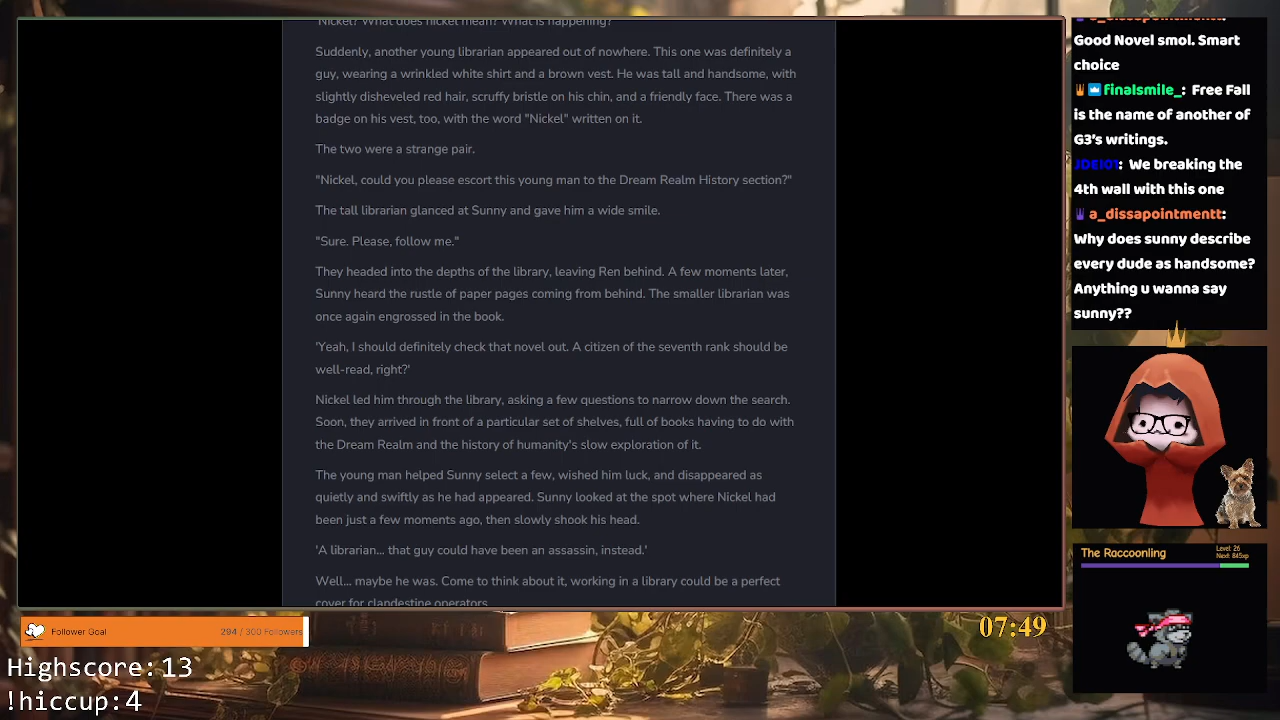 'Nickel? What does nickel mean? What is happening?'
Suddenly, another young librarian appeared out of nowhere. This one was definitely a
guy, wearing a wrinkled white shirt and a brown vest. He was tall and handsome, with
slightly disheveled red hair, scruffy bristle on his chin, and a friendly face. There was a
badge on his vest, too, with the word "Nickel" written on it.
The two were a strange pair.
"Nickel, could you please escort this young man to the Dream Realm History section?"
The tall librarian glanced at Sunny and gave him a wide smile.
"Sure. Please, follow me."
They headed into the depths of the library, leaving Ren behind. A few moments later,
Sunny heard the rustle of paper pages coming from behind. The smaller librarian was
once again engrossed in the book.
'Yeah, I should definitely check that novel out. A citizen of the seventh rank should be
well-read, right?'
Nickel led him through the library, asking a few questions to narrow down the search.
Soon, they arrived in front of a particular set of shelves, full of books having to do with
the Dream Realm and the history of humanity's slow exploration of it.
The young man helped Sunny select a few, wished him luck, and disappeared as
quietly and swiftly as he had appeared. Sunny looked at the spot where Nickel had
been just a few moments ago, then slowly shook his head.
'A librarian... that guy could have been an assassin, instead.'
Well... maybe he was. Come to think about it, working in a library could be a perfect
cover for clandestine operators.
a_dissapointmentt:
Good Novel smol. Smart
choice
finalsmile_: Free Fall
is the name of another of
G3's writings.
JDEI01: We breaking the
4th wall with this one
a_dissapointmentt:
Why does sunny describe
every dude as handsome?
Anything u wanna say
sunny??
The Raccoonling
Level: 26
Next: 845xp
Follower Goal
294 / 300 Followers
07:49
Highscore:13
!hiccup:4